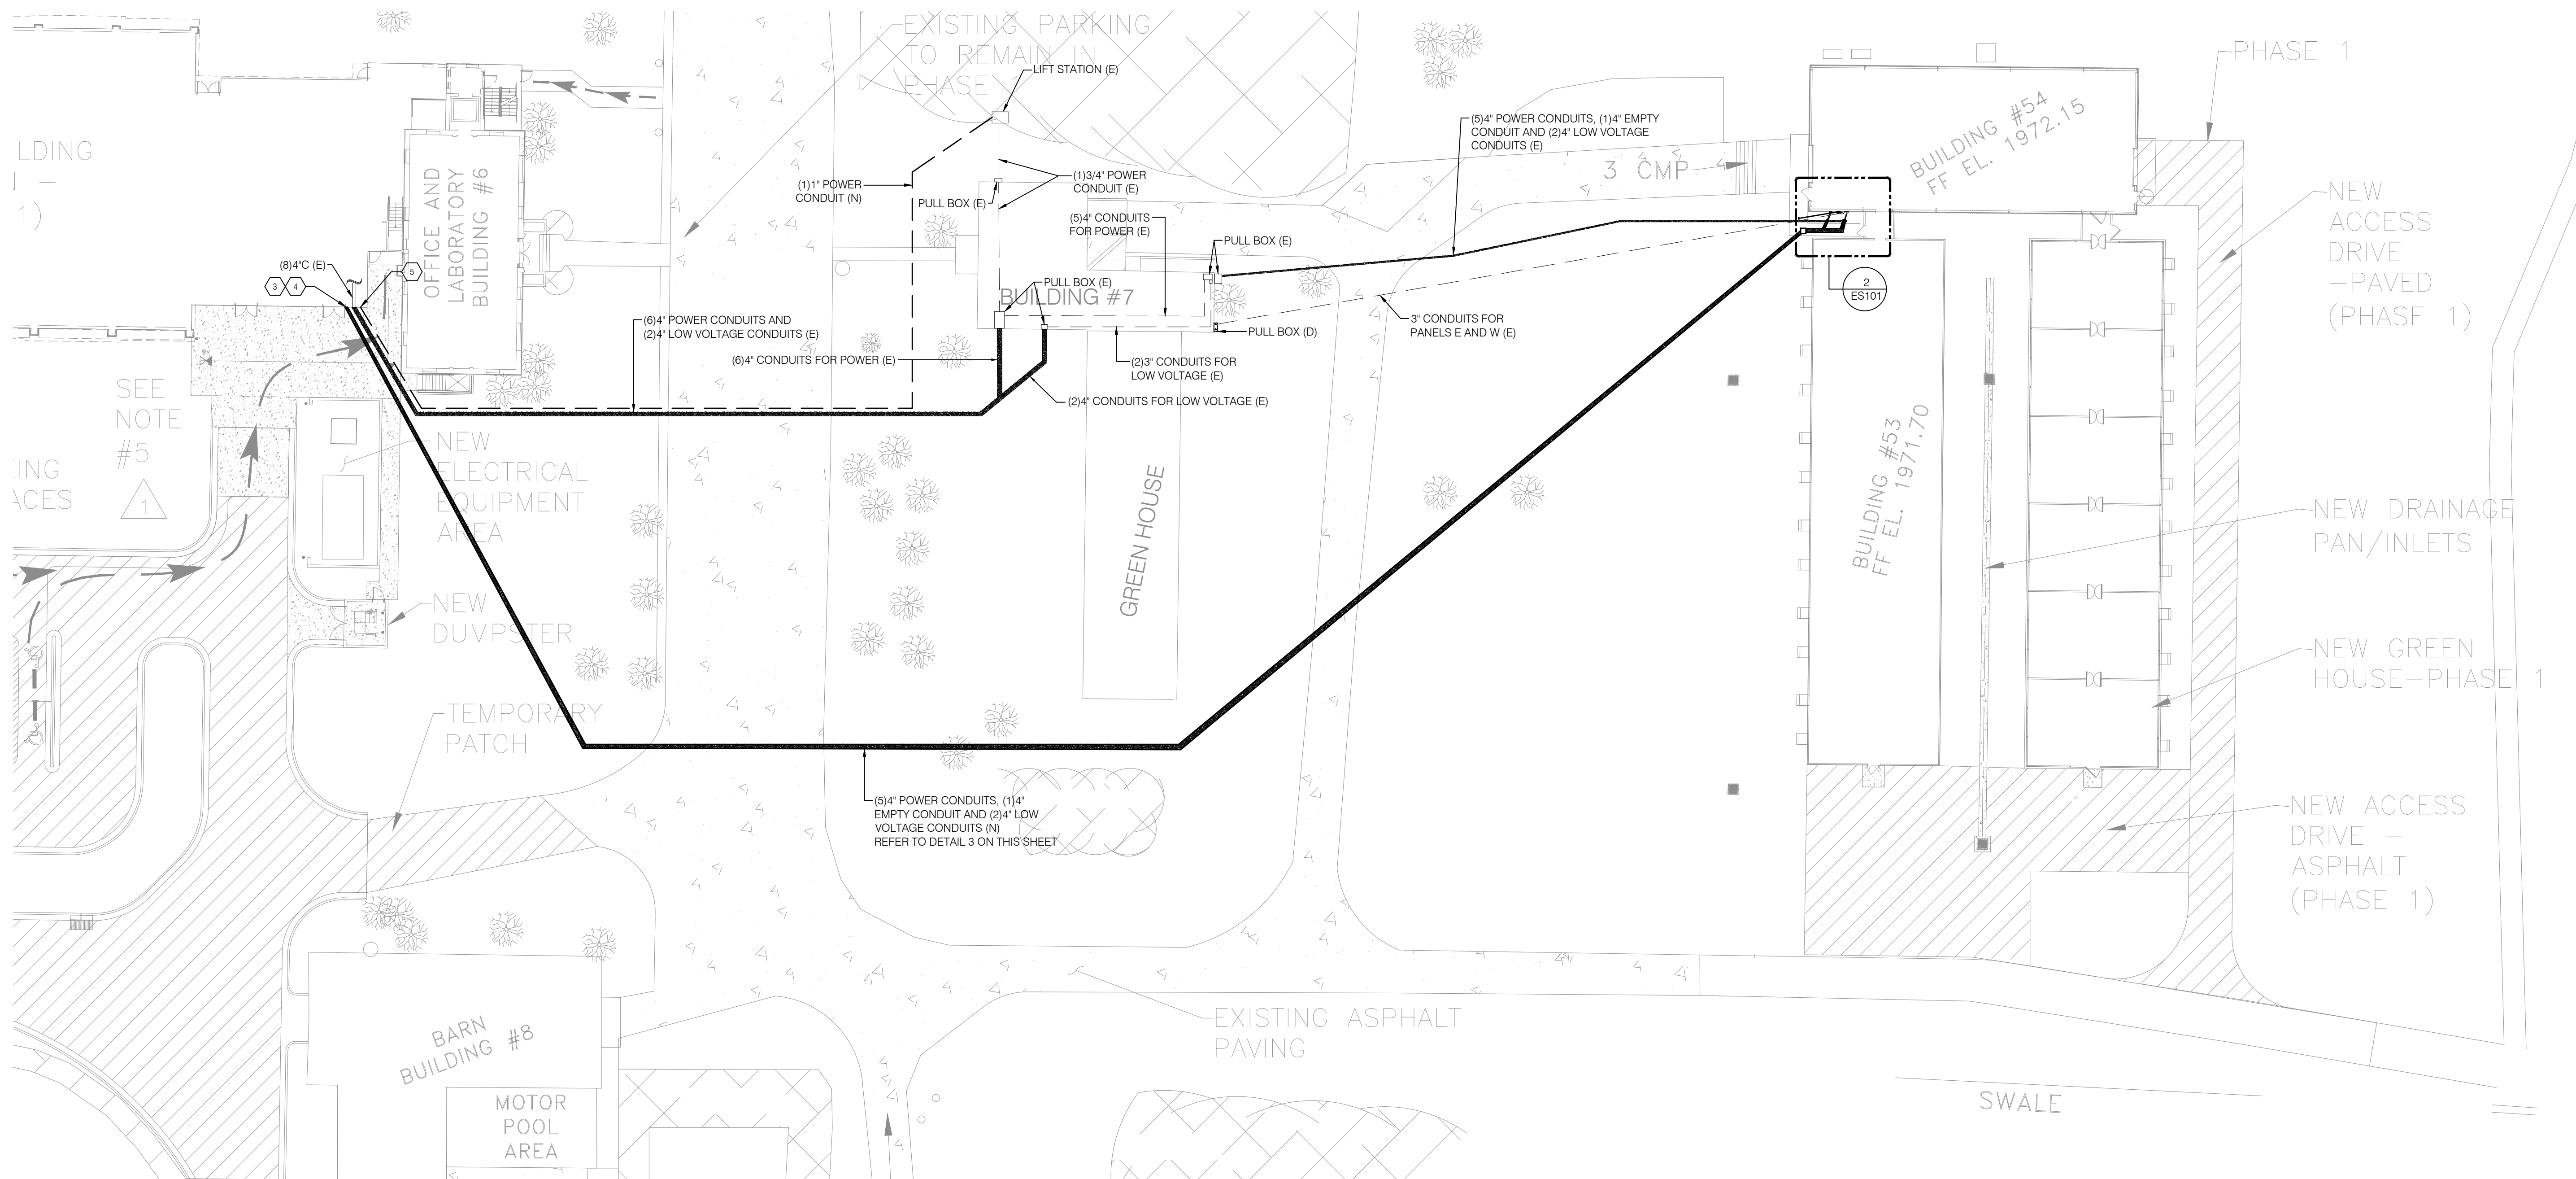 EXISTING PARKING
TO REMAIN IN
PHASE
LIFT STATION (E)
PHASE 1
(5)4" POWER CONDUITS, (1)4" EMPTY
CONDUIT AND (2)4" LOW VOLTAGE
CONDUITS (E)
BUILDING #54
FF EL. 1972.15
3 CMP
LDING
1)
OFFICE AND
LABORATORY
BUILDING #6
(1)1" POWER
CONDUIT (N)
(1)3/4" POWER
CONDUIT (E)
PULL BOX (E)
(5)4" CONDUITS
FOR POWER (E)
PULL BOX (E)
NEW
ACCESS
DRIVE
-PAVED
(PHASE 1)
(8)4"C (E)
3
4
5
PULL BOX (E)
BUILDING #7
2
ES101
(6)4" POWER CONDUITS AND
(2)4" LOW VOLTAGE CONDUITS (E)
(6)4" CONDUITS FOR POWER (E)
PULL BOX (D)
3" CONDUITS FOR
PANELS E AND W (E)
(2)3" CONDUITS FOR
LOW VOLTAGE (E)
(2)4" CONDUITS FOR LOW VOLTAGE (E)
SEE
NOTE
#5
1
ING
ACES
NEW
ELECTRICAL
EQUIPMENT
AREA
GREEN HOUSE
BUILDING #53
FF EL. 1971.70
NEW DRAINAGE
PAN/INLETS
NEW
DUMPSTER
NEW GREEN
HOUSE-PHASE 1
TEMPORARY
PATCH
(5)4" POWER CONDUITS, (1)4"
EMPTY CONDUIT AND (2)4" LOW
VOLTAGE CONDUITS (N)
REFER TO DETAIL 3 ON THIS SHEET
NEW ACCESS
DRIVE -
ASPHALT
(PHASE 1)
BARN
BUILDING #8
EXISTING ASPHALT
PAVING
MOTOR
POOL
AREA
SWALE